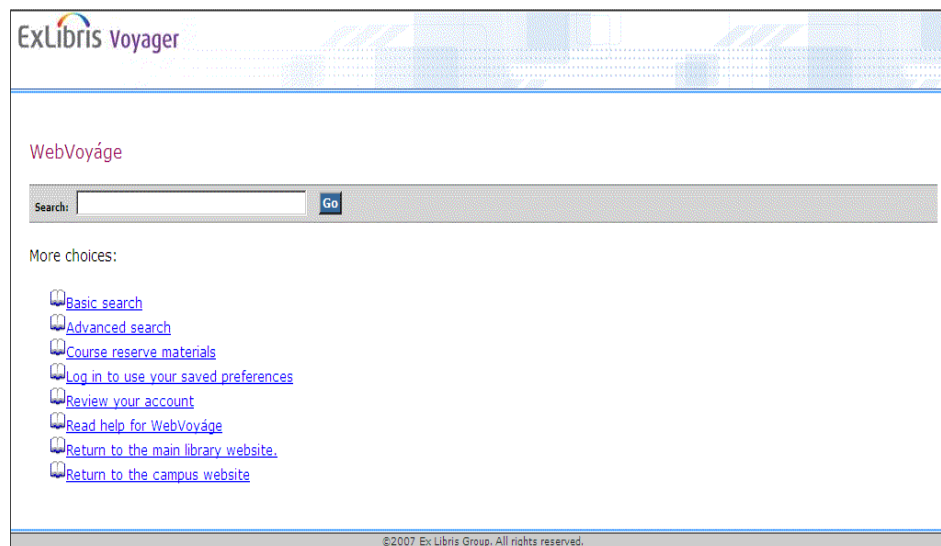 ExLibris Voyager
WebVoyáge
Search: Go
More choices:
Basic search
Advanced search
Course reserve materials
Log in to use your saved preferences
Review your account
Read help for WebVoyáge
Return to the main library website.
Return to the campus website
©2007 Ex Libris Group. All rights reserved.